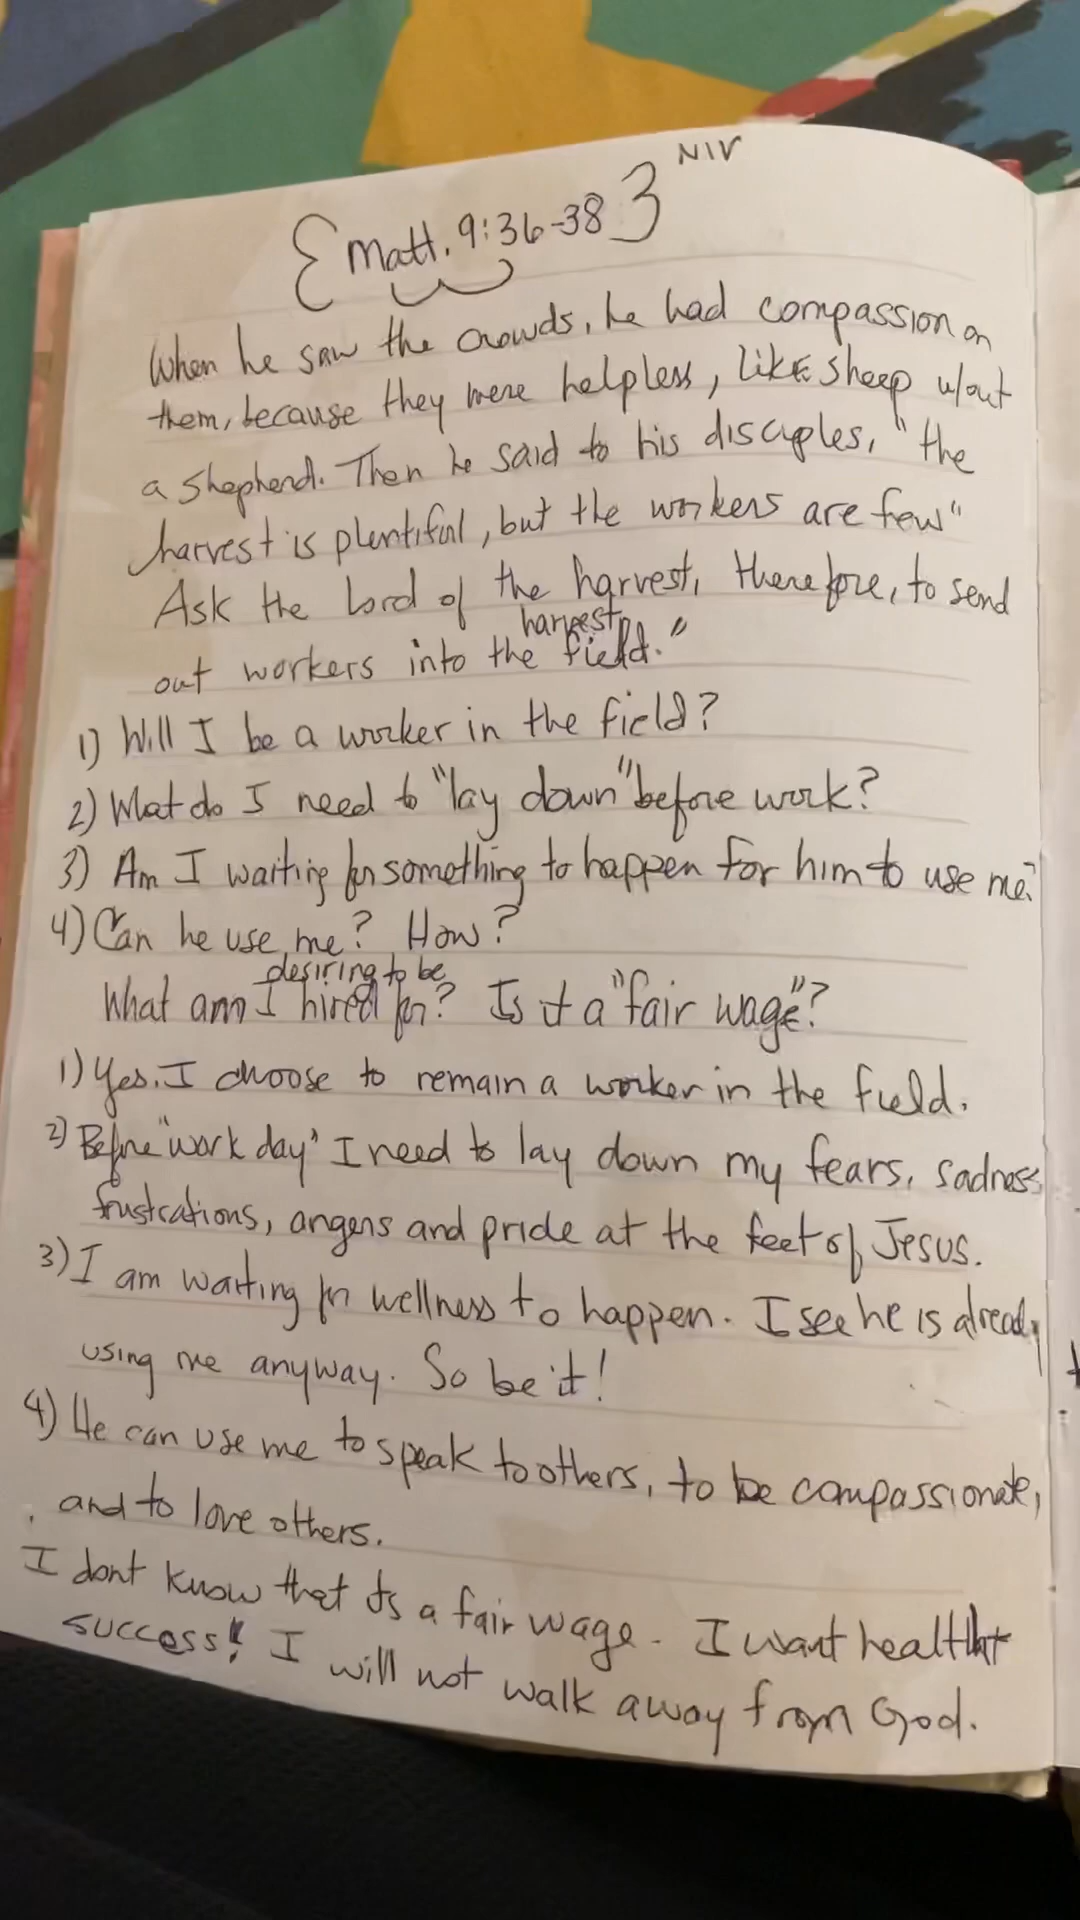 NIV
{ Matt. 9:36-38 }
When he saw the crowds, he had compassion on
them, because they were helpless, like sheep w/out
a shepherd. Then he said to his disciples, "the
harvest is plentiful, but the workers are few"
Ask the Lord of the harvest, therefore, to send
harvest
out workers into the field."
1) Will I be a worker in the field?
2) What do I need to "lay down" before work?
3) Am I waiting for something to happen for him to use me?
4) Can he use me? How?
desiring to be
What am I hired for? Is it a "fair wage"?
1) Yes. I choose to remain a worker in the field.
2) Before "work day" I need to lay down my fears, sadness
frustrations, angers and pride at the feet of Jesus.
3) I am waiting for wellness to happen. I see he is already
using me anyway. So be it!
4) He can use me to speak to others, to be compassionate,
and to love others.
I dont know that its a fair wage. I want health +
success! I will not walk away from God.